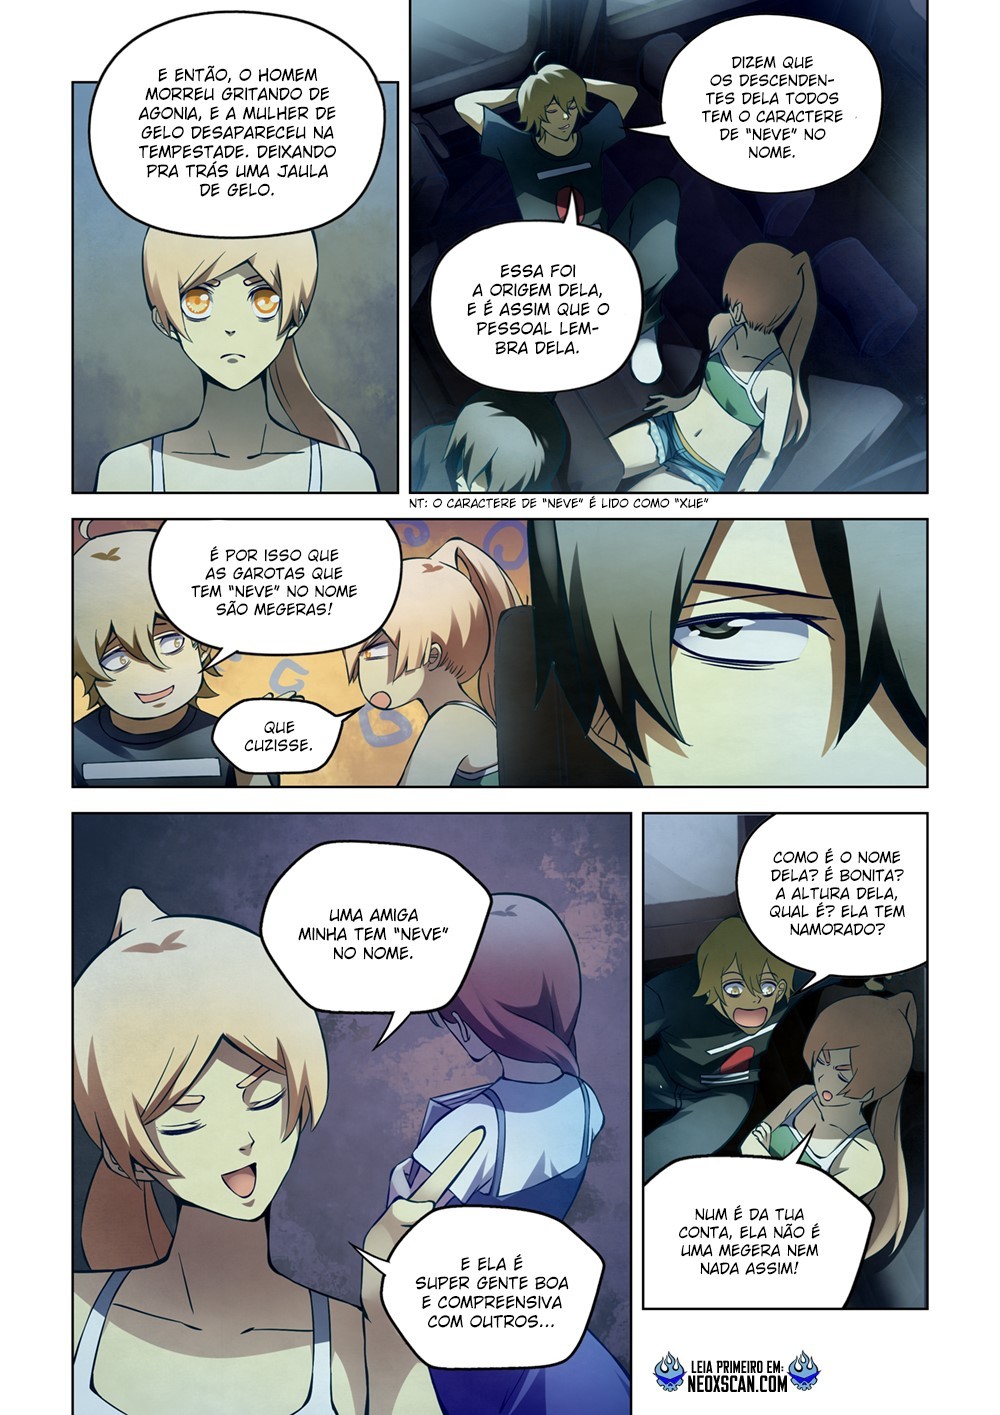 E ENTÃO, O HOMEM
MORREU GRITANDO DE
AGONIA, E A MULHER DE
GELO DESAPARECEU NA
TEMPESTADE. DEIXANDO
PRA TRÁS UMA JAULA
DE GELO.
DIZEM QUE
OS DESCENDEN-
TES DELA TODOS
TEM O CARACTERE
DE "NEVE" NO
NOME.
ESSA FOI
A ORIGEM DELA,
E É ASSIM QUE O
PESSOAL LEM-
BRA DELA.
NT: O CARACTERE DE "NEVE" É LIDO COMO "XUE"
É POR ISSO QUE
AS GAROTAS QUE
TEM "NEVE" NO NOME
SÃO MEGERAS!
QUE
CUZISSE.
UMA AMIGA
MINHA TEM "NEVE"
NO NOME.
E ELA É
SUPER GENTE BOA
E COMPREENSIVA
COM OUTROS...
COMO É O NOME
DELA? É BONITA?
A ALTURA DELA,
QUAL É? ELA TEM
NAMORADO?
NUM É DA TUA
CONTA, ELA NÃO É
UMA MEGERA NEM
NADA ASSIM!
LEIA PRIMEIRO EM:
NEOXSCAN.COM